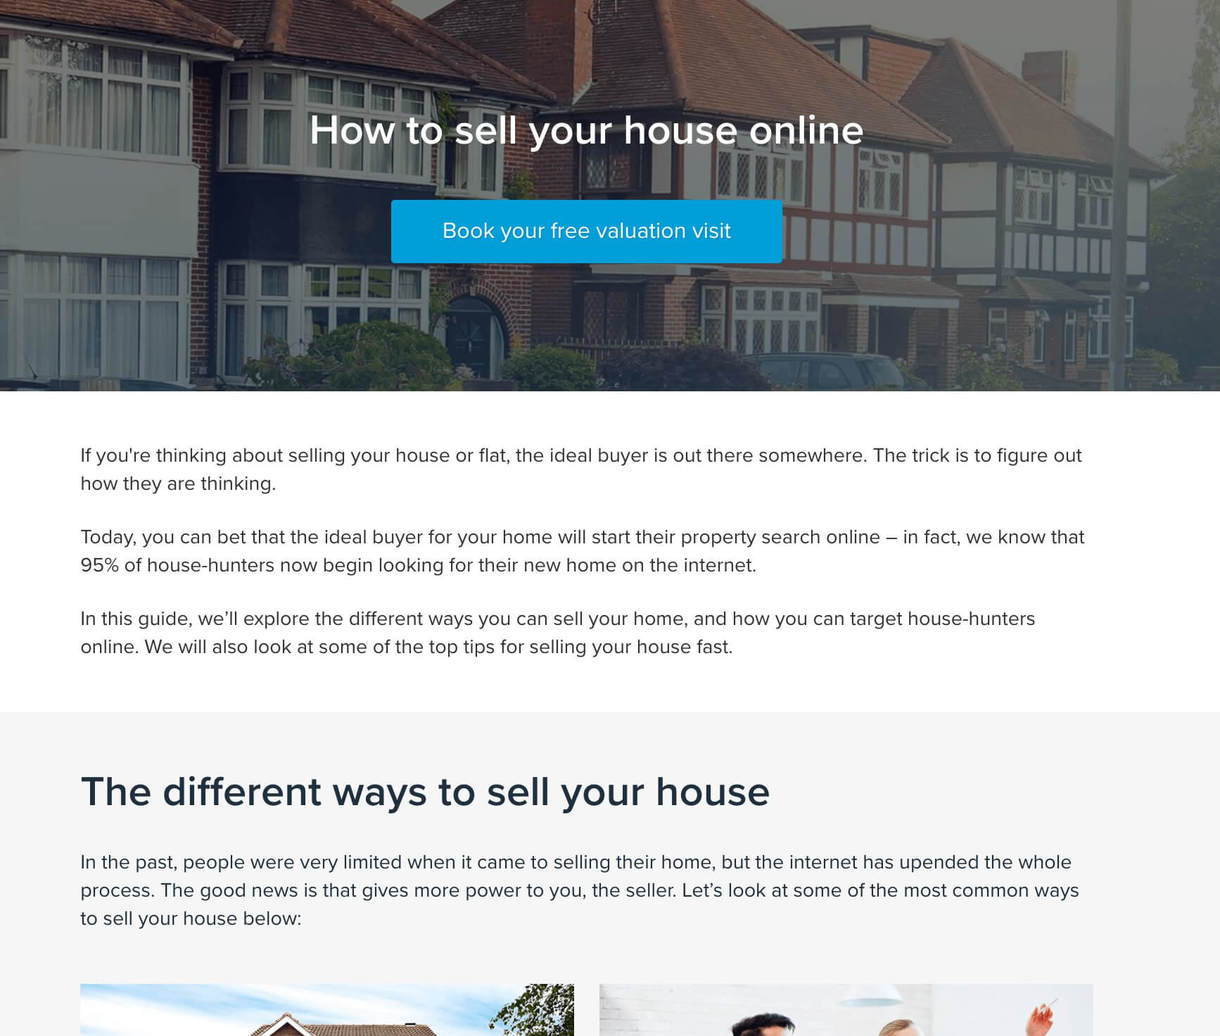 How to sell your house online
Book your free valuation visit
If you're thinking about selling your house or flat, the ideal buyer is out there somewhere. The trick is to figure out
how they are thinking.
Today, you can bet that the ideal buyer for your home will start their property search online – in fact, we know that
95% of house-hunters now begin looking for their new home on the internet.
In this guide, we’ll explore the different ways you can sell your home, and how you can target house-hunters
online. We will also look at some of the top tips for selling your house fast.
The different ways to sell your house
In the past, people were very limited when it came to selling their home, but the internet has upended the whole
process. The good news is that gives more power to you, the seller. Let’s look at some of the most common ways
to sell your house below: